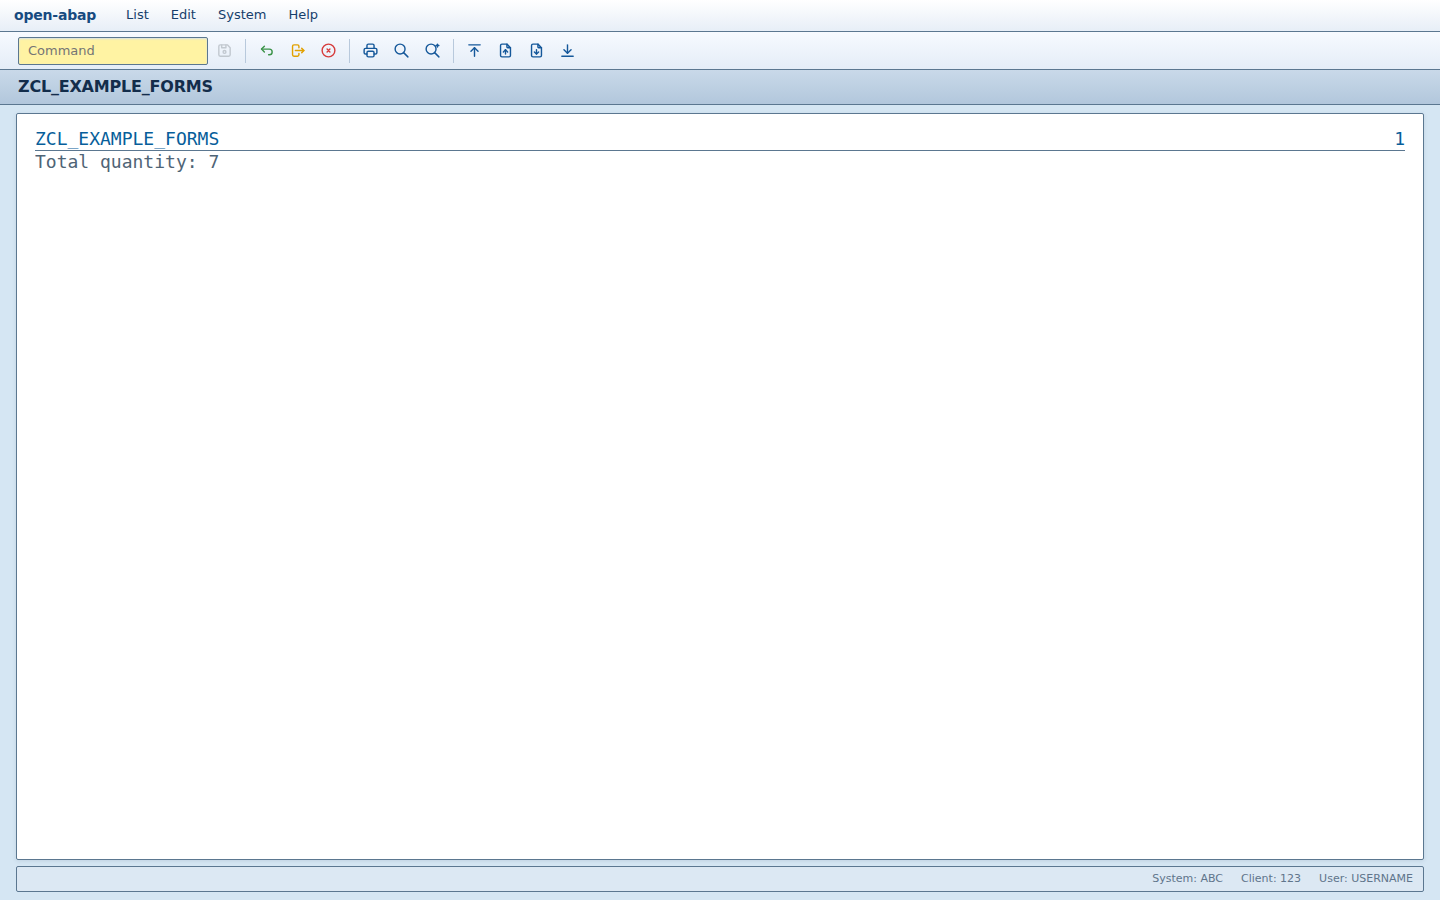 open-abap List Edit System Help
Command
ZCL_EXAMPLE_FORMS
ZCL_EXAMPLE_FORMS 1
Total quantity: 7
System: ABC Client: 123 User: USERNAME